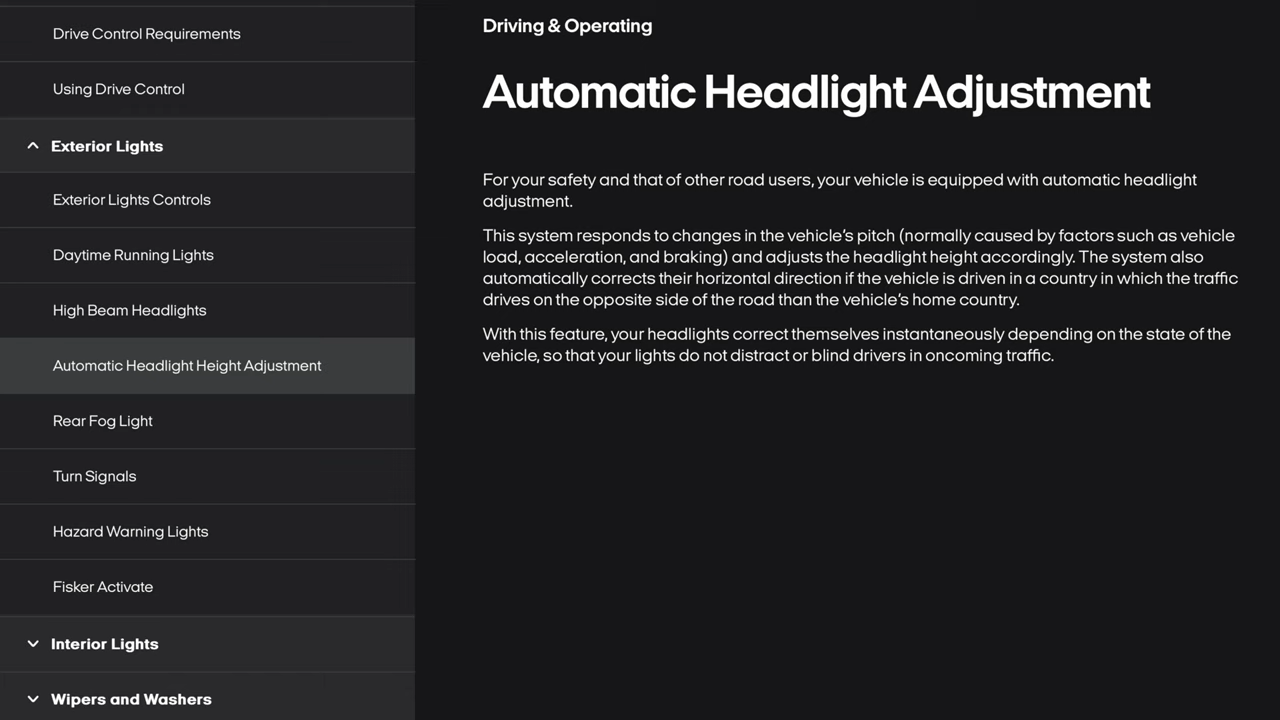 Drive Control Requirements
Using Drive Control
Exterior Lights
Exterior Lights Controls
Daytime Running Lights
High Beam Headlights
Automatic Headlight Height Adjustment
Rear Fog Light
Turn Signals
Hazard Warning Lights
Fisker Activate
Interior Lights
Wipers and Washers
Driving & Operating
Automatic Headlight Adjustment
For your safety and that of other road users, your vehicle is equipped with automatic headlight
adjustment.
This system responds to changes in the vehicle's pitch (normally caused by factors such as vehicle
load, acceleration, and braking) and adjusts the headlight height accordingly. The system also
automatically corrects their horizontal direction if the vehicle is driven in a country in which the traffic
drives on the opposite side of the road than the vehicle's home country.
With this feature, your headlights correct themselves instantaneously depending on the state of the
vehicle, so that your lights do not distract or blind drivers in oncoming traffic.